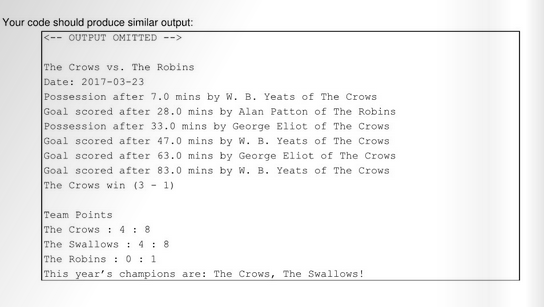 Your code should produce similar output:
<-- OUTPUT OMITTED -->
The Crows vs. The Robins
Date: 2017-03-23
Possession after 7.0 mins by W. B. Yeats of The Crows
Goal scored after 28.0 mins by Alan Patton of The Robins
Possession after 33.0 mins by George Eliot of The Crows
Goal scored after 47.0 mins by W. B. Yeats of The Crows
Goal scored after 63.0 mins by George Eliot of The Crows
Goal scored after 83.0 mins by W. B. Yeats of The Crows
The Crows win (3 - 1)
Team Points
The Crows : 4 : 8
The Swallows : 4 : 8
The Robins : 0 : 1
This year's champions are: The Crows, The Swallows!